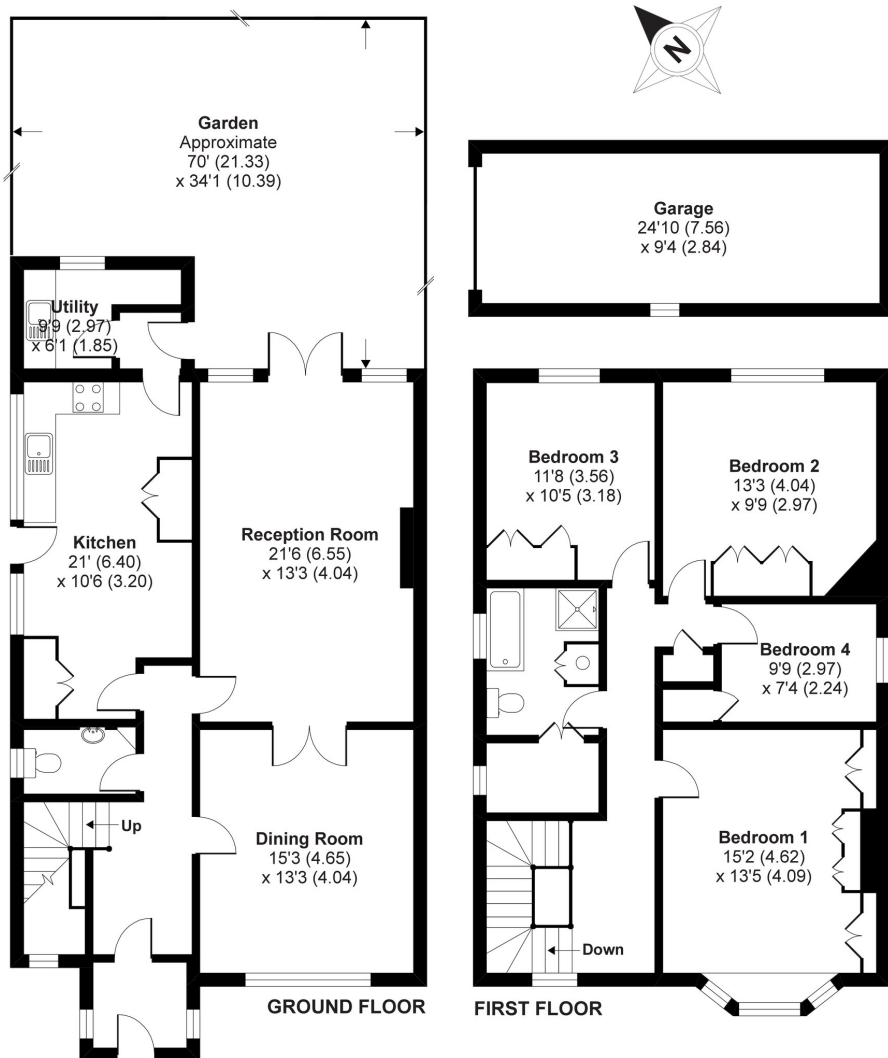 N
Garden
Approximate
70' (21.33)
x 34'1 (10.39)
Garage
24'10 (7.56)
x 9'4 (2.84)
Utility
9'9 (2.97)
x 6'1 (1.85)
Kitchen
21' (6.40)
x 10'6 (3.20)
Reception Room
21'6 (6.55)
x 13'3 (4.04)
Up
Dining Room
15'3 (4.65)
x 13'3 (4.04)
GROUND FLOOR
Bedroom 3
11'8 (3.56)
x 10'5 (3.18)
Bedroom 2
13'3 (4.04)
x 9'9 (2.97)
Bedroom 4
9'9 (2.97)
x 7'4 (2.24)
Bedroom 1
15'2 (4.62)
x 13'5 (4.09)
Down
FIRST FLOOR